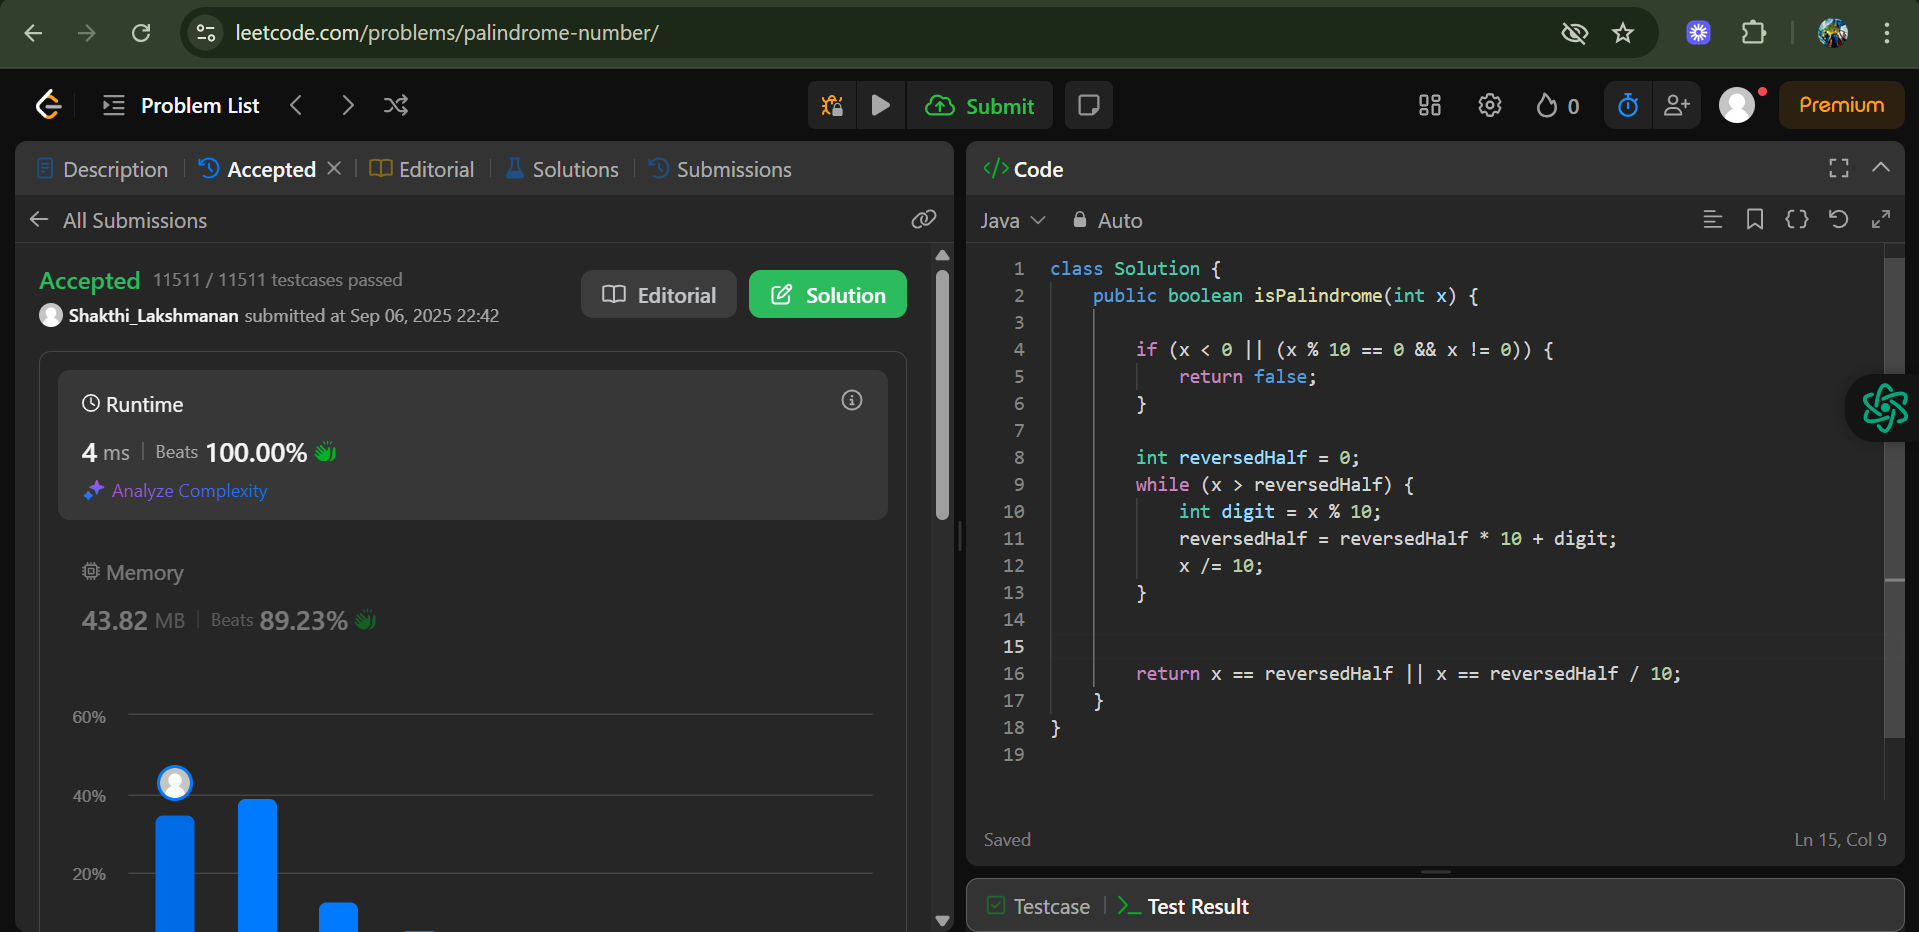 leetcode.com/problems/palindrome-number/
Problem List
Submit
0
Premium
Description
Accepted
Editorial
Solutions
Submissions
All Submissions
Accepted 11511 / 11511 testcases passed
Shakthi_Lakshmanan submitted at Sep 06, 2025 22:42
Editorial
Solution
Runtime
4 ms Beats 100.00%
Analyze Complexity
Memory
43.82 MB Beats 89.23%
60%
40%
20%
</> Code
Java Auto
1 class Solution {
2 public boolean isPalindrome(int x) {
3
4 if (x < 0 || (x % 10 == 0 && x != 0)) {
5 return false;
6 }
7
8 int reversedHalf = 0;
9 while (x > reversedHalf) {
10 int digit = x % 10;
11 reversedHalf = reversedHalf * 10 + digit;
12 x /= 10;
13 }
14
15
16 return x == reversedHalf || x == reversedHalf / 10;
17 }
18 }
19
Saved
Ln 15, Col 9
Testcase
Test Result